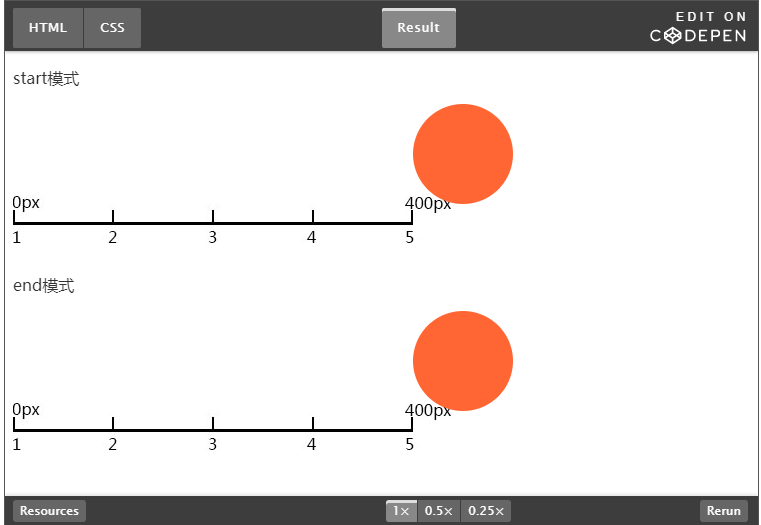 HTML CSS Result EDIT ON
CODEPEN
start模式
0px 400px
1 2 3 4 5
end模式
0px 400px
1 2 3 4 5
Resources 1× 0.5× 0.25× Rerun